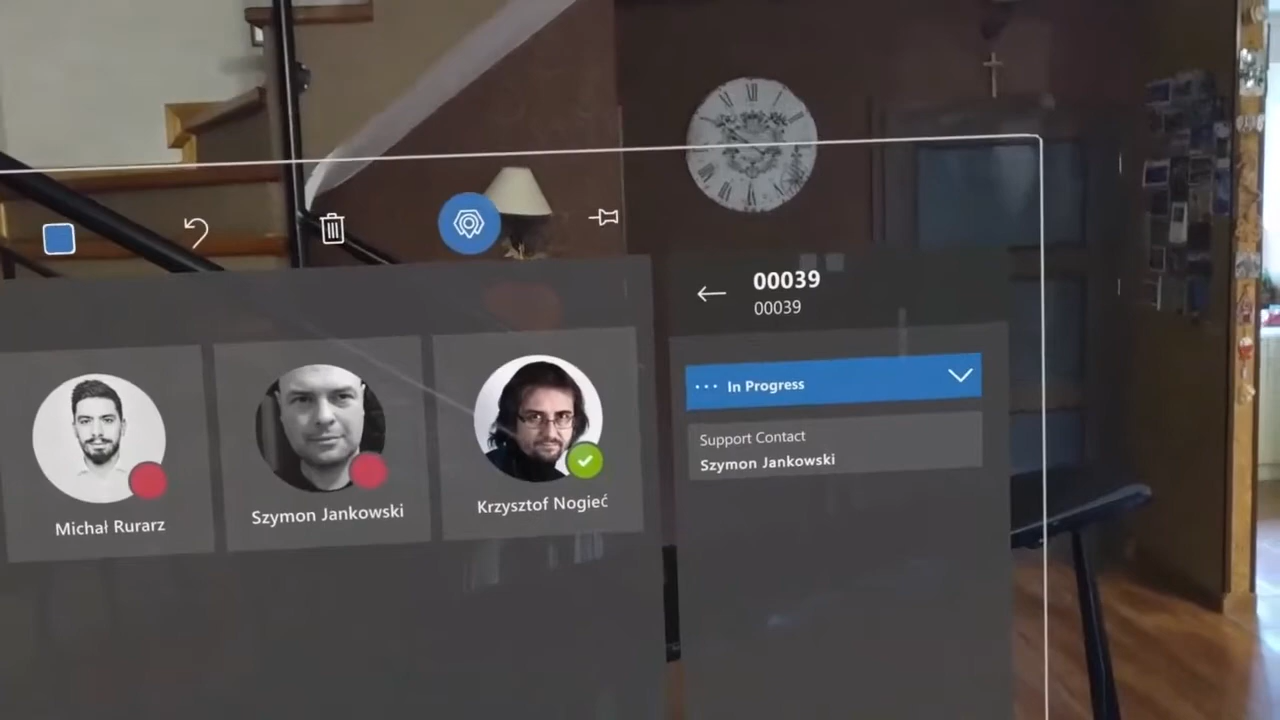 00039
00039
In Progress
Support Contact
Szymon Jankowski
Michał Rurarz
Szymon Jankowski
Krzysztof Nogieć